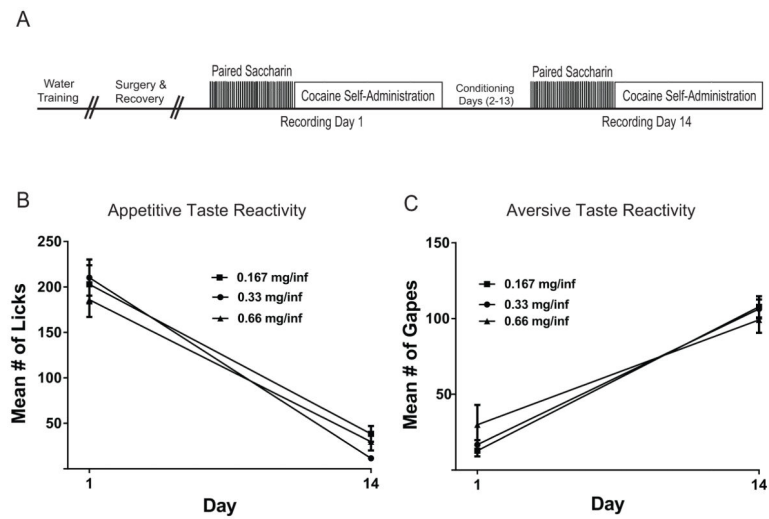 A
Water
Training
Surgery &
Recovery
Paired Saccharin
Cocaine Self-Administration
Recording Day 1
Conditioning
Days (2-13)
Paired Saccharin
Cocaine Self-Administration
Recording Day 14
B
Appetitive Taste Reactivity
250
200
150
100
50
Mean # of Licks
0.167 mg/inf
0.33 mg/inf
0.66 mg/inf
1
14
Day
C
Aversive Taste Reactivity
150
100
50
Mean # of Gapes
0.167 mg/inf
0.33 mg/inf
0.66 mg/inf
1
14
Day